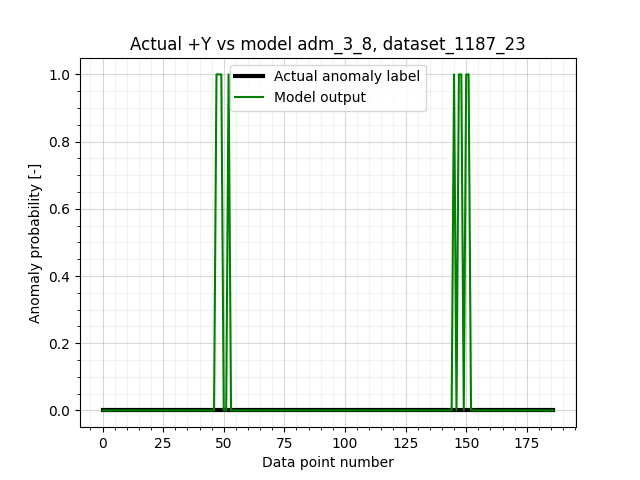 Actual +Y vs model adm_3_8, dataset_1187_23
Actual anomaly label
Model output
Anomaly probability [-]
1.0
0.8
0.6
0.4
0.2
0.0
0 25 50 75 100 125 150 175
Data point number